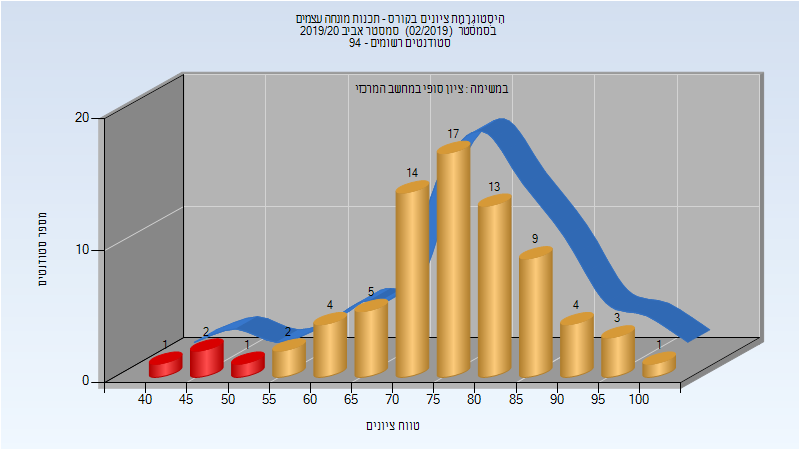 היסטוגרמת ציונים בקורס - תכנות מונחה עצמים
בסמסטר (02/2019) סמסטר אביב 2019/20
סטודנטים רשומים - 94
במשימה : ציון סופי במחשב המרכזי
מספר סטודנטים
20
10
0
1
2
1
2
4
5
14
17
13
9
4
3
1
40 45 50 55 60 65 70 75 80 85 90 95 100
טווח ציונים